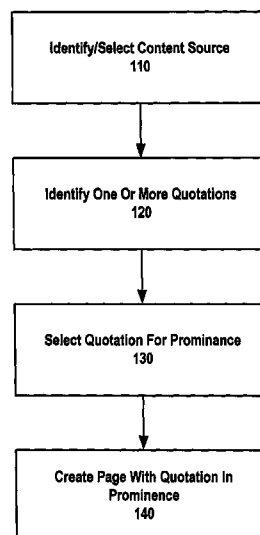 Identify/Select Content Source
110
Identify One Or More Quotations
120
Select Quotation For Prominance
130
Create Page With Quotation In
Prominence
140